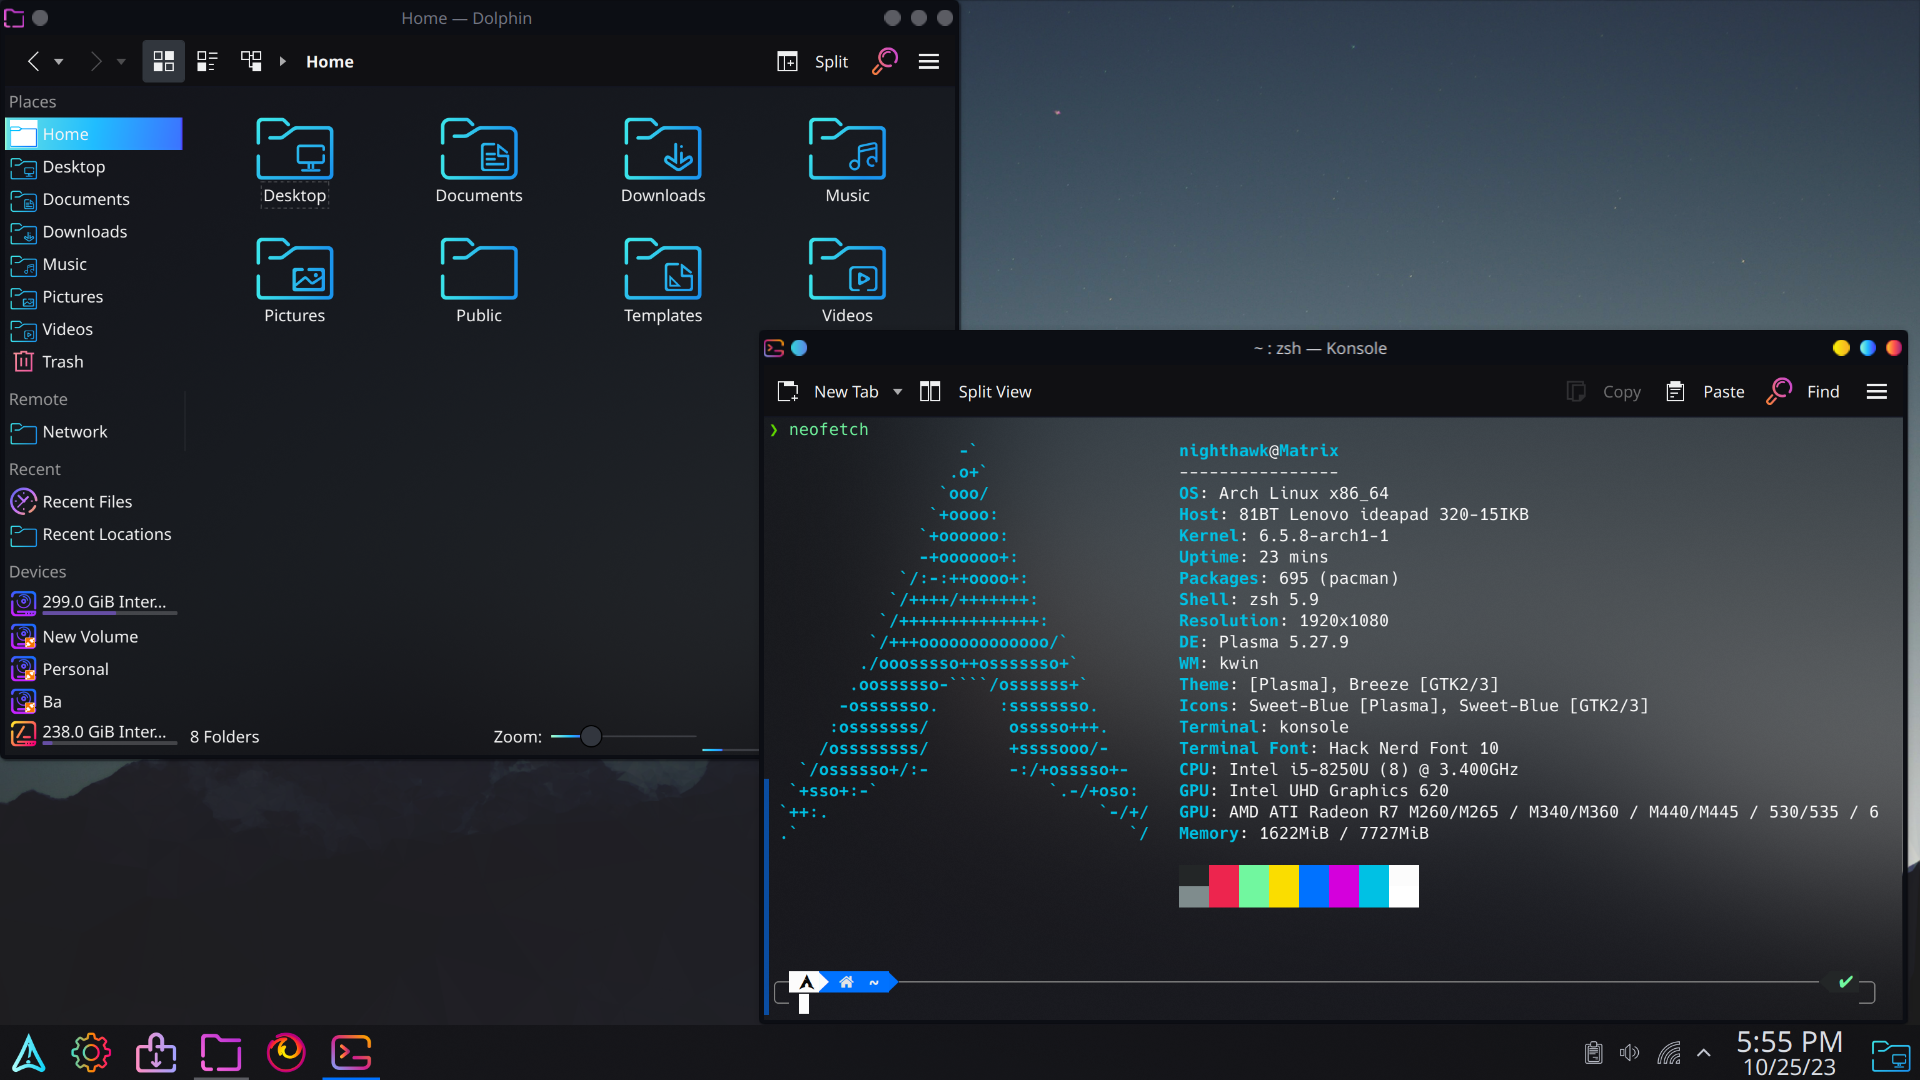 Home — Dolphin
Home
Split
Places
Home
Desktop
Documents
Downloads
Music
Pictures
Videos
Trash
Remote
Network
Recent
Recent Files
Recent Locations
Devices
299.0 GiB Inter...
New Volume
Personal
Ba
238.0 GiB Inter...
Desktop
Documents
Downloads
Music
Pictures
Public
Templates
Videos
8 Folders
Zoom:
~ : zsh — Konsole
New Tab
Split View
Copy
Paste
Find
❯ neofetch
nighthawk@Matrix
----------------
OS: Arch Linux x86_64
Host: 81BT Lenovo ideapad 320-15IKB
Kernel: 6.5.8-arch1-1
Uptime: 23 mins
Packages: 695 (pacman)
Shell: zsh 5.9
Resolution: 1920x1080
DE: Plasma 5.27.9
WM: kwin
Theme: [Plasma], Breeze [GTK2/3]
Icons: Sweet-Blue [Plasma], Sweet-Blue [GTK2/3]
Terminal: konsole
Terminal Font: Hack Nerd Font 10
CPU: Intel i5-8250U (8) @ 3.400GHz
GPU: Intel UHD Graphics 620
GPU: AMD ATI Radeon R7 M260/M265 / M340/M360 / M440/M445 / 530/535 / 6
Memory: 1622MiB / 7727MiB
~
5:55 PM
10/25/23